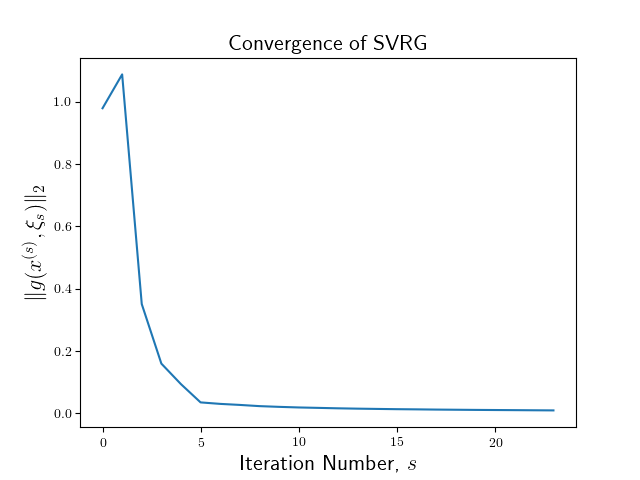 Convergence of SVRG
||g(x^{(s)}, ξ_s)||_2
1.0
0.8
0.6
0.4
0.2
0.0
0 5 10 15 20
Iteration Number, s